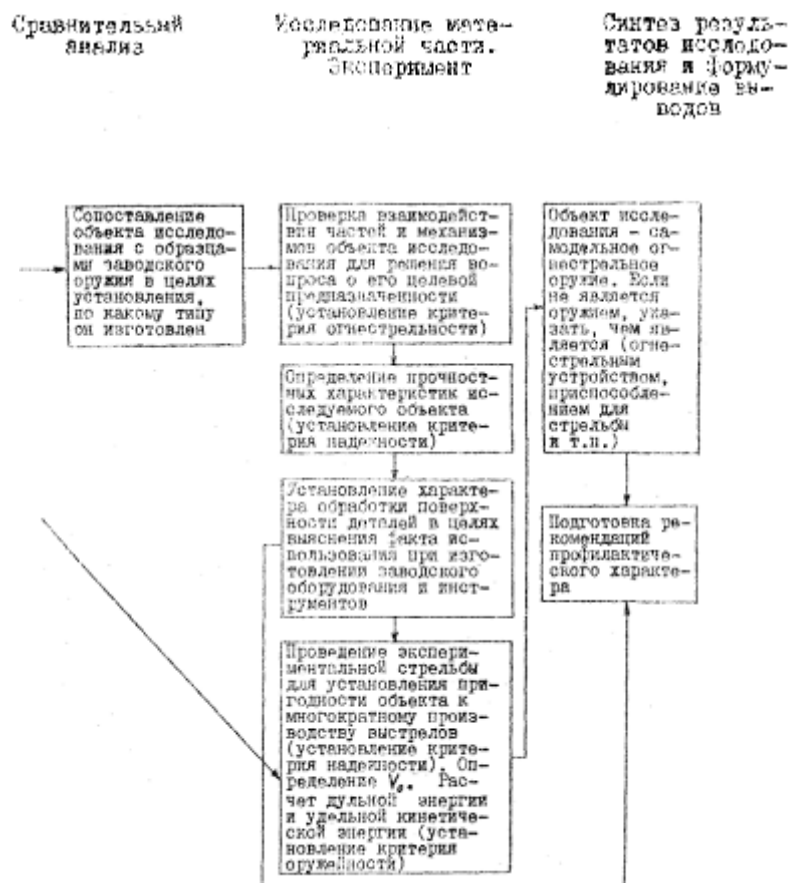 Сравнительный
анализ
Исследование мате-
риальной части.
Эксперимент
Синтез резуль-
татов исследо-
вания и форму-
лирование вы-
водов
Сопоставление
объекта исследо-
вания с образца-
ми заводского
оружия в целях
установления,
по какому типу
он изготовлен
Проверка взаимодейст-
вия частей и механиз-
мов объекта исследо-
вания для решения во-
проса о его целевой
предназначенности
(установление крите-
рия огнестрельности)
Определение прочност-
ных характеристик ис-
следуемого объекта
(установление крите-
рия надежности)
Установление характе-
ра обработки поверх-
ности деталей в целях
выяснения факта ис-
пользования при изго-
товлении заводского
оборудования и инст-
рументов
Проведение экспери-
ментальной стрельбы
для установления при-
годности объекта к
многократному произ-
водству выстрелов
(установление крите-
рия надежности). Оп-
ределение V₀. Рас-
чет дульной энергии
и удельной кинетиче-
ской энергии (уста-
новление критерия
оружейности)
Объект иссле-
дования - са-
модельное ог-
нестрельное
оружие. Если
не является
оружием, ука-
зать, чем яв-
ляется (огне-
стрельным
устройством,
приспособле-
нием для
стрельбы
и т.п.)
Подготовка ре-
комендаций
профилактиче-
ского характе-
ра